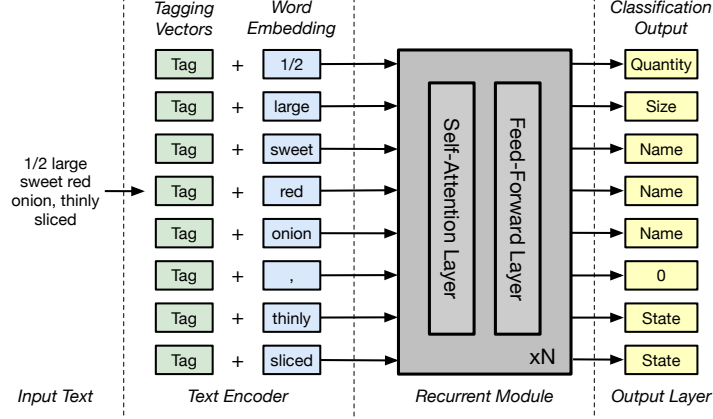 Tagging Vectors
Word Embedding
Classification Output
Tag + 1/2 Quantity
Tag + large Size
Tag + sweet Name
1/2 large
sweet red
onion, thinly
sliced
Tag + red Name
Tag + onion Name
Tag + , 0
Tag + thinly State
Tag + sliced State
Self-Attention Layer
Feed-Forward Layer
xN
Input Text
Text Encoder
Recurrent Module
Output Layer